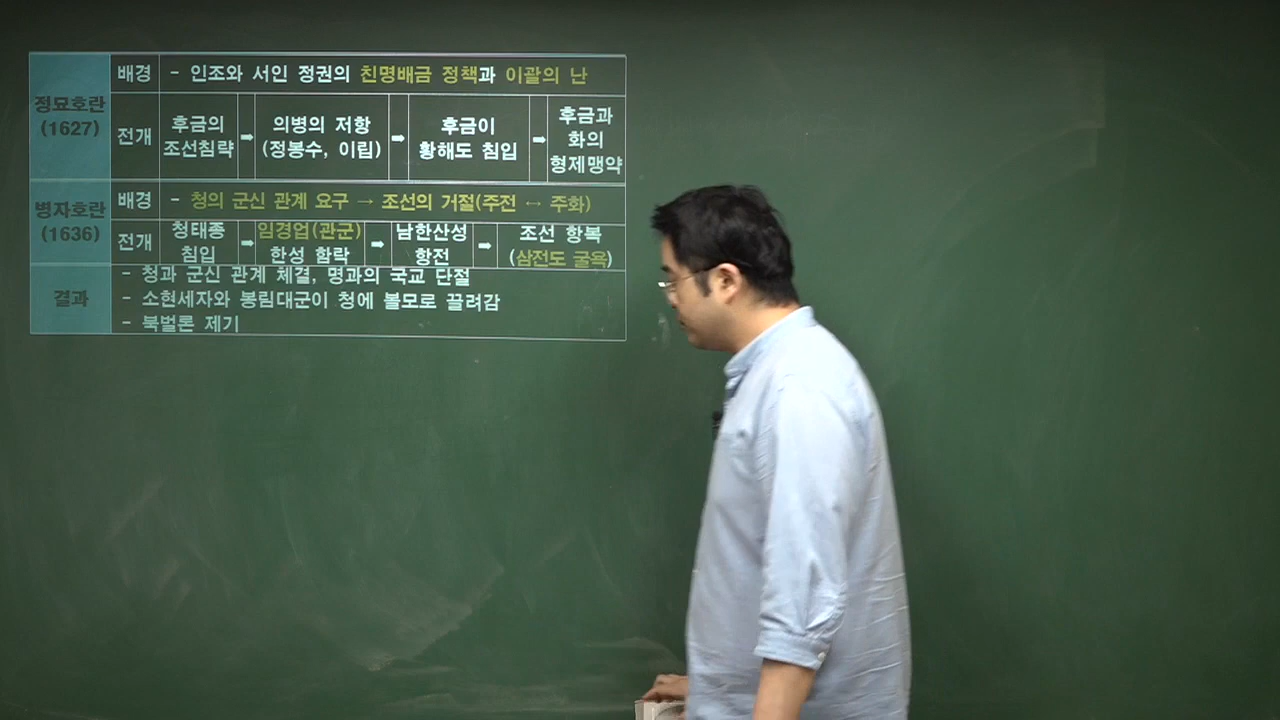 정묘호란
(1627)
배경
- 인조와 서인 정권의 친명배금 정책과 이괄의 난
전개
후금의
조선침략
➡
의병의 저항
(정봉수, 이립)
➡
후금이
황해도 침입
➡
후금과
화의
형제맹약
병자호란
(1636)
배경
- 청의 군신 관계 요구 → 조선의 거절(주전 ↔ 주화)
전개
청태종
침입
➡
임경업(관군)
한성 함락
➡
남한산성
항전
➡
조선 항복
(삼전도 굴욕)
결과
- 청과 군신 관계 체결, 명과의 국교 단절
- 소현세자와 봉림대군이 청에 볼모로 끌려감
- 북벌론 제기